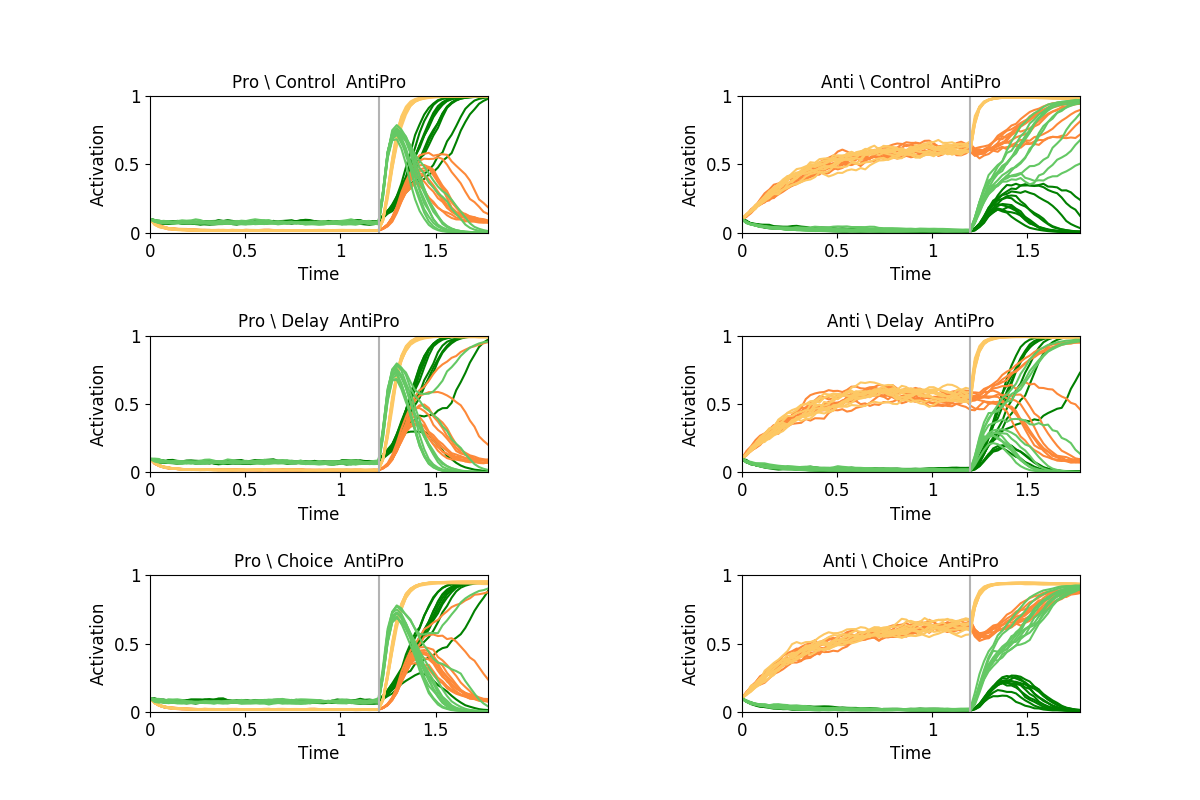 Pro \ Control  AntiPro
Activation
1
0.5
0
0 0.5 1 1.5
Time
Anti \ Control  AntiPro
Activation
1
0.5
0
0 0.5 1 1.5
Time
Pro \ Delay  AntiPro
Activation
1
0.5
0
0 0.5 1 1.5
Time
Anti \ Delay  AntiPro
Activation
1
0.5
0
0 0.5 1 1.5
Time
Pro \ Choice  AntiPro
Activation
1
0.5
0
0 0.5 1 1.5
Time
Anti \ Choice  AntiPro
Activation
1
0.5
0
0 0.5 1 1.5
Time